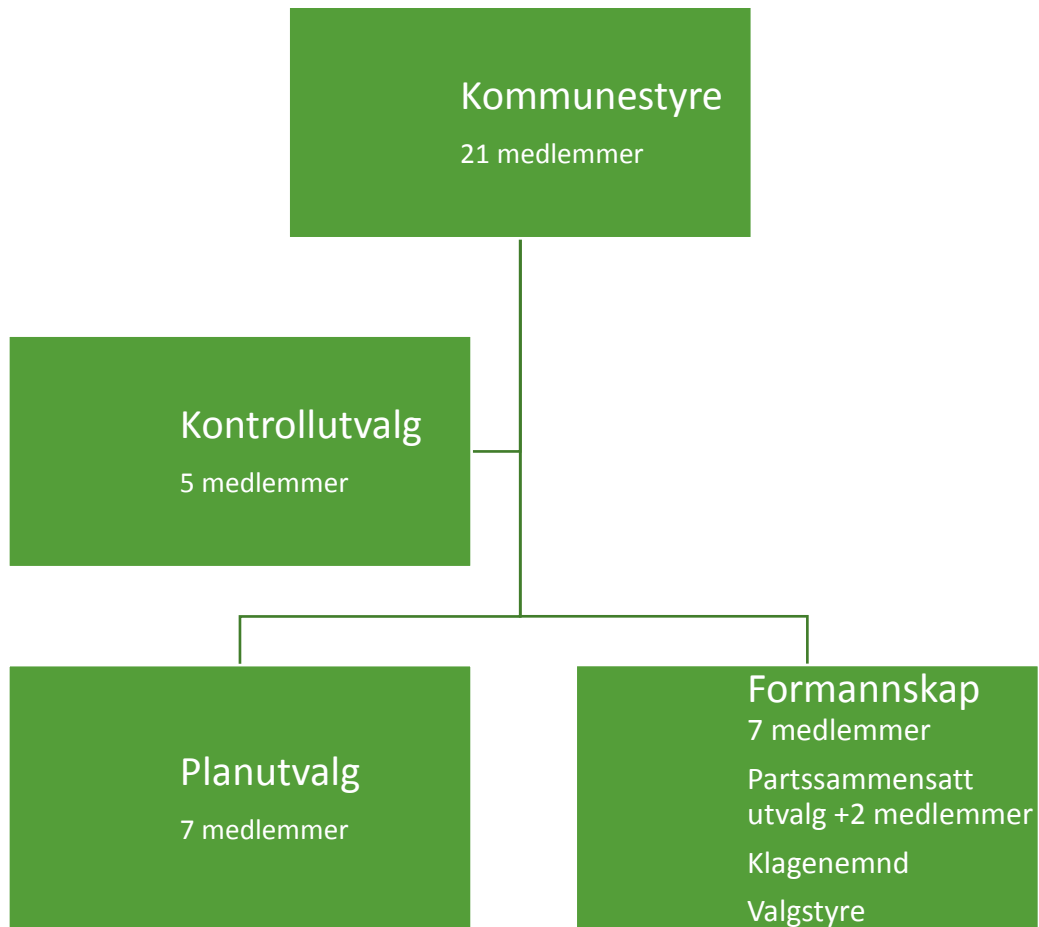 Kommunestyre
21 medlemmer
Kontrollutvalg
5 medlemmer
Planutvalg
7 medlemmer
Formannskap
7 medlemmer
Partssammensatt
utvalg +2 medlemmer
Klagenemnd
Valgstyre